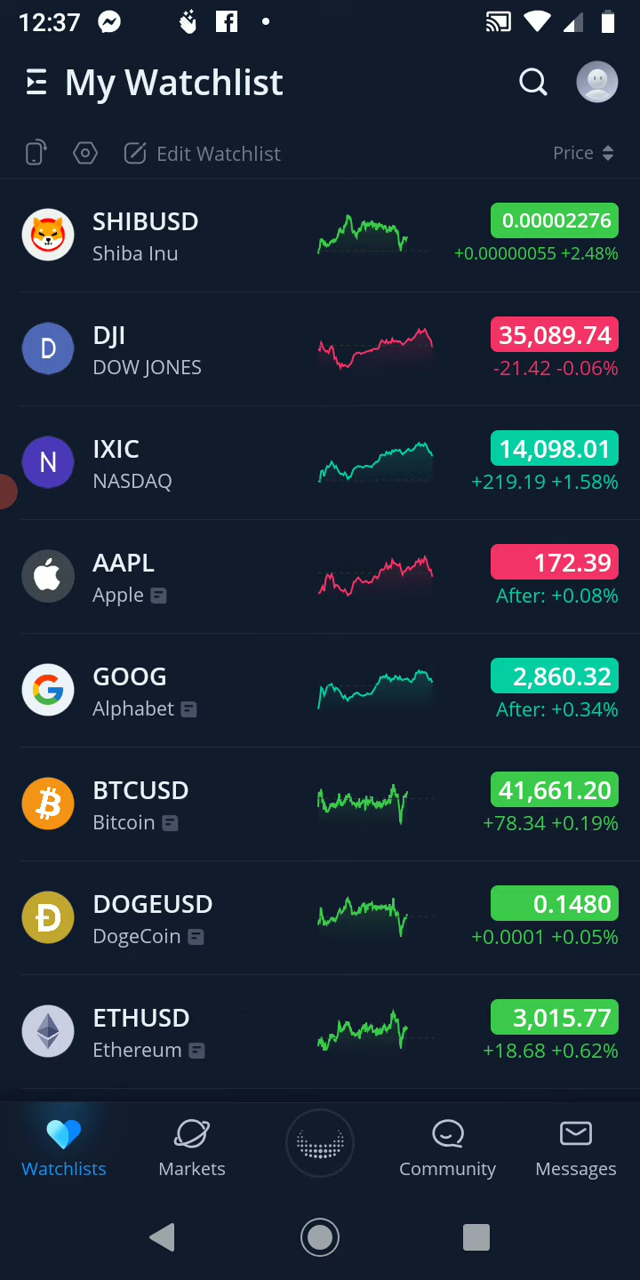 12:37
My Watchlist
Edit Watchlist
Price
SHIBUSD
0.00002276
Shiba Inu
+0.00000055 +2.48%
D
DJI
35,089.74
DOW JONES
-21.42 -0.06%
N
IXIC
14,098.01
NASDAQ
+219.19 +1.58%
AAPL
172.39
Apple
After: +0.08%
GOOG
2,860.32
Alphabet
After: +0.34%
BTCUSD
41,661.20
Bitcoin
+78.34 +0.19%
DOGEUSD
0.1480
DogeCoin
+0.0001 +0.05%
ETHUSD
3,015.77
Ethereum
+18.68 +0.62%
Watchlists
Markets
Community
Messages